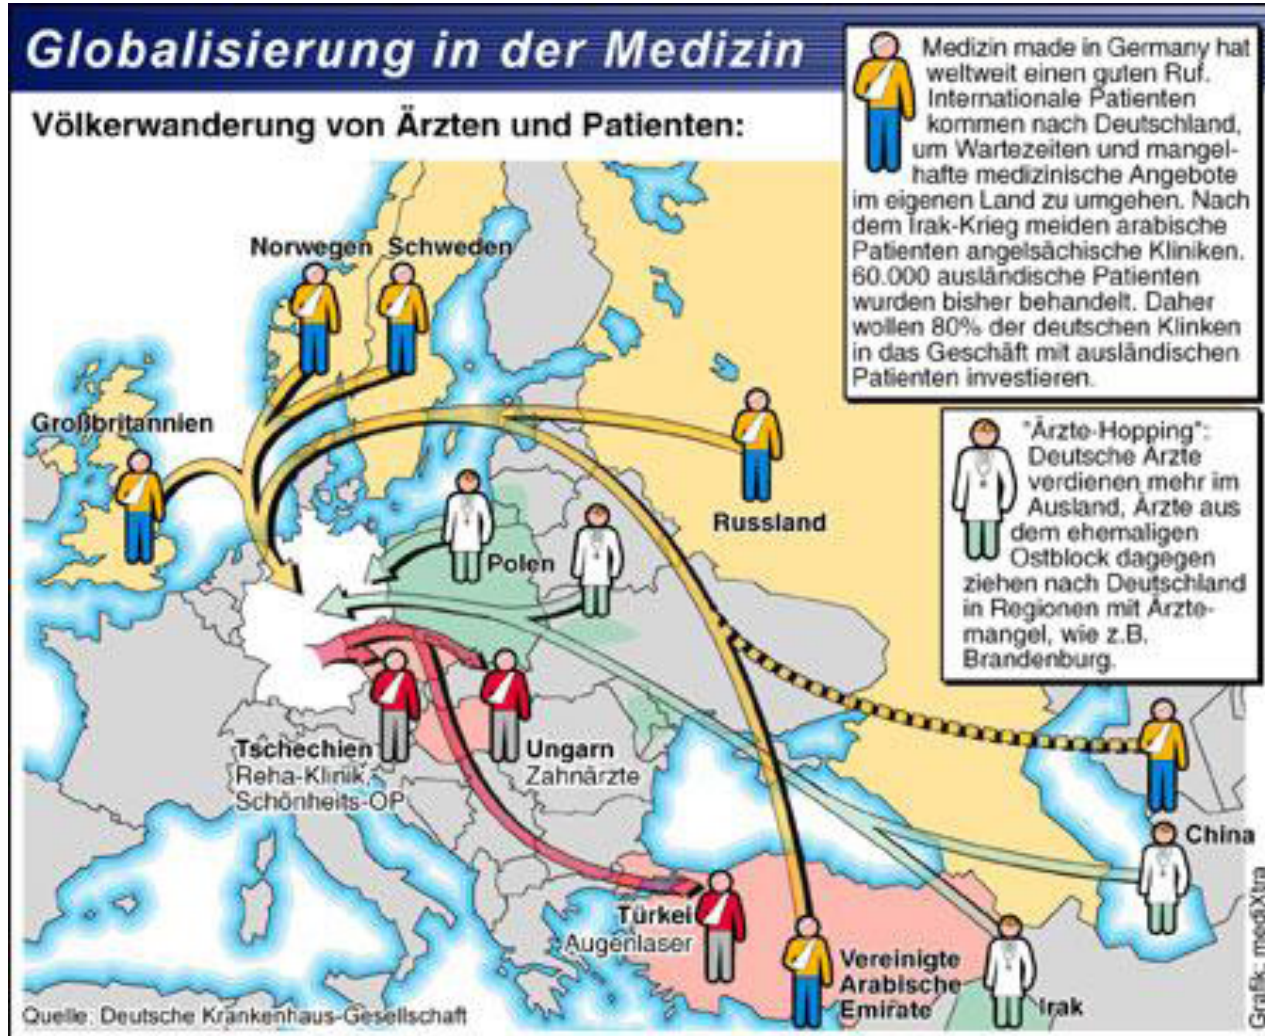 Globalisierung in der Medizin
Völkerwanderung von Ärzten und Patienten:
Medizin made in Germany hat
weltweit einen guten Ruf.
Internationale Patienten
kommen nach Deutschland,
um Wartezeiten und mangel-
hafte medizinische Angebote
im eigenen Land zu umgehen. Nach
dem Irak-Krieg meiden arabische
Patienten angelsächische Kliniken.
60.000 ausländische Patienten
wurden bisher behandelt. Daher
wollen 80% der deutschen Klinken
in das Geschäft mit ausländischen
Patienten investieren.
"Ärzte-Hopping":
Deutsche Ärzte
verdienen mehr im
Ausland, Ärzte aus
dem ehemaligen
Ostblock dagegen
ziehen nach Deutschland
in Regionen mit Ärzte-
mangel, wie z.B.
Brandenburg.
Norwegen
Schweden
Großbritannien
Russland
Polen
Tschechien
Reha-Klinik,
Schönheits-OP
Ungarn
Zahnärzte
China
Türkei
Augenlaser
Vereinigte
Arabische
Emirate
Irak
Quelle: Deutsche Krankenhaus-Gesellschaft
Grafik: mediXtra